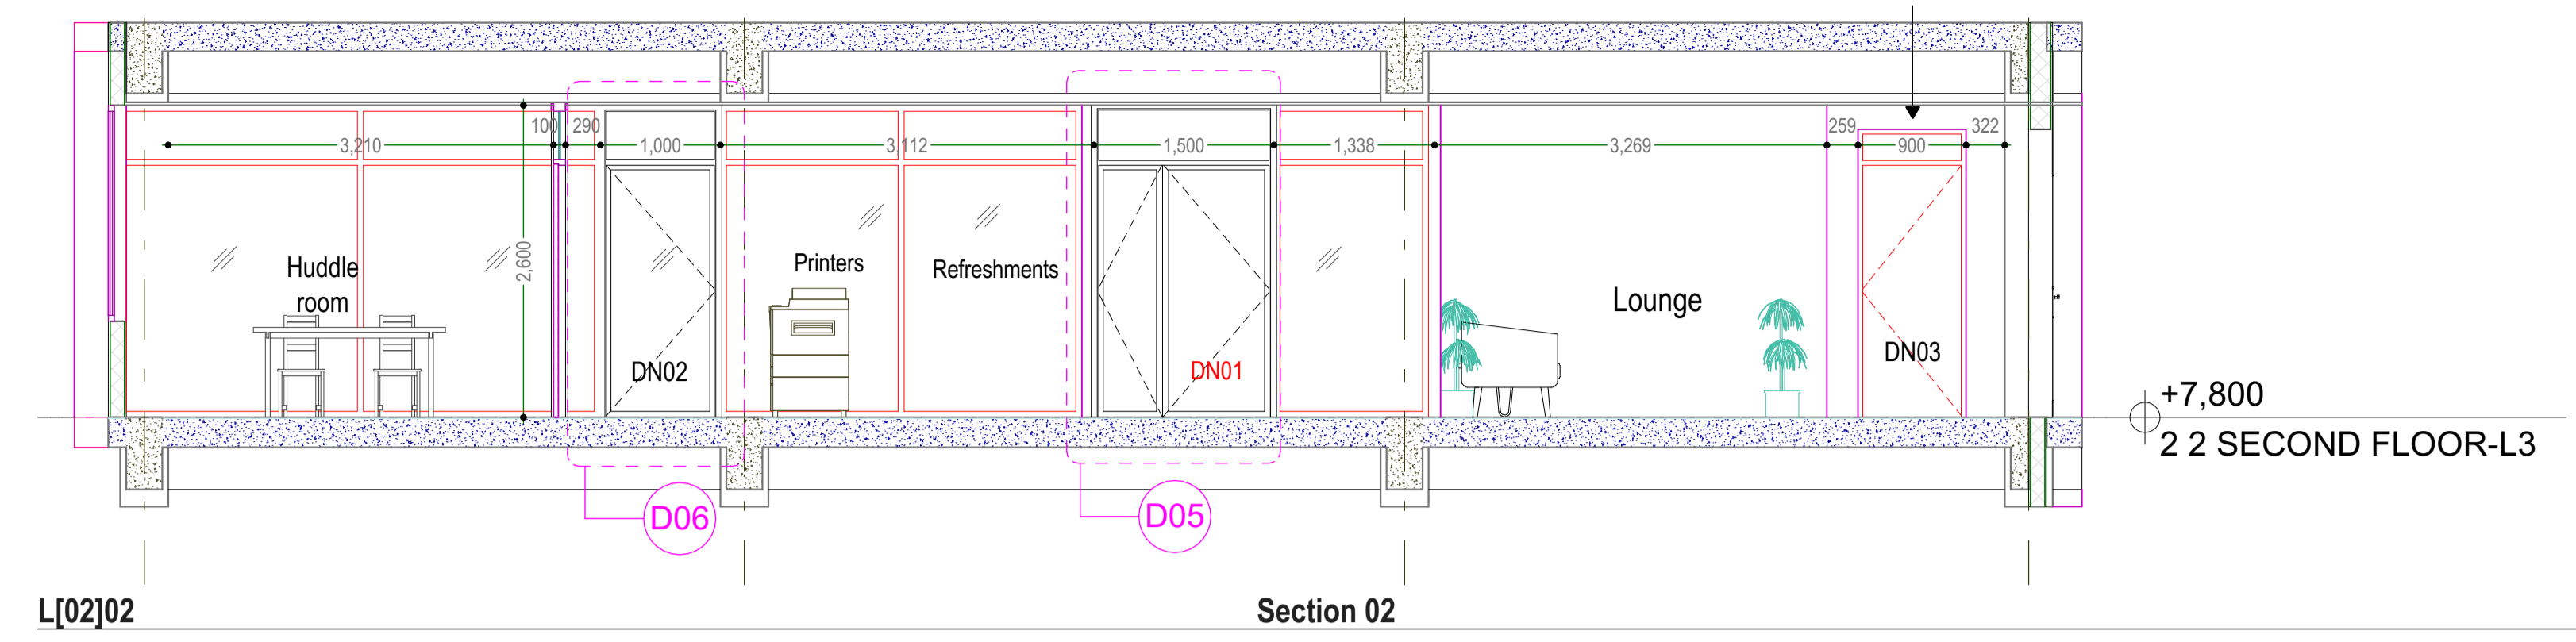 100
290
259
322
3,210
1,000
3,112
1,500
1,338
3,269
900
2,600
Huddle
room
Printers
Refreshments
Lounge
DN02
DN01
DN03
+7,800
2 2 SECOND FLOOR-L3
D06
D05
L[02]02
Section 02